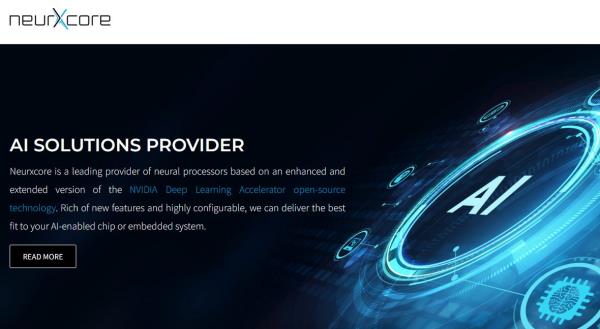 neurXcore
AI SOLUTIONS PROVIDER
Neurxcore is a leading provider of neural processors based on an enhanced and
extended version of the NVIDIA Deep Learning Accelerator open-source
technology. Rich of new features and highly configurable, we can deliver the best
fit to your AI-enabled chip or embedded system.
READ MORE
AI